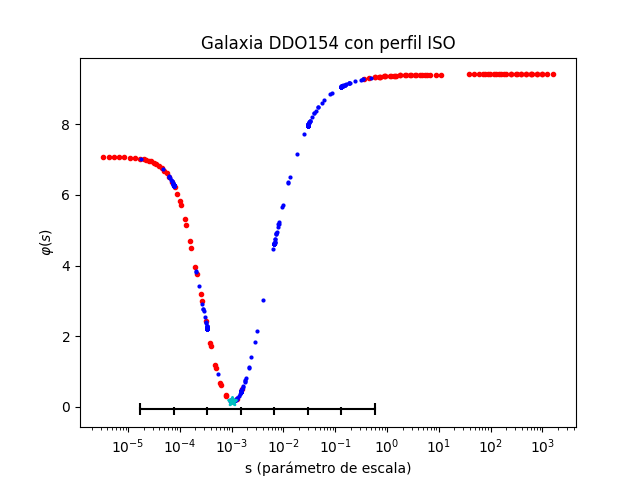 Galaxia DDO154 con perfil ISO
φ(s)
8
6
4
2
0
10⁻⁵ 10⁻⁴ 10⁻³ 10⁻² 10⁻¹ 10⁰ 10¹ 10² 10³
s (parámetro de escala)